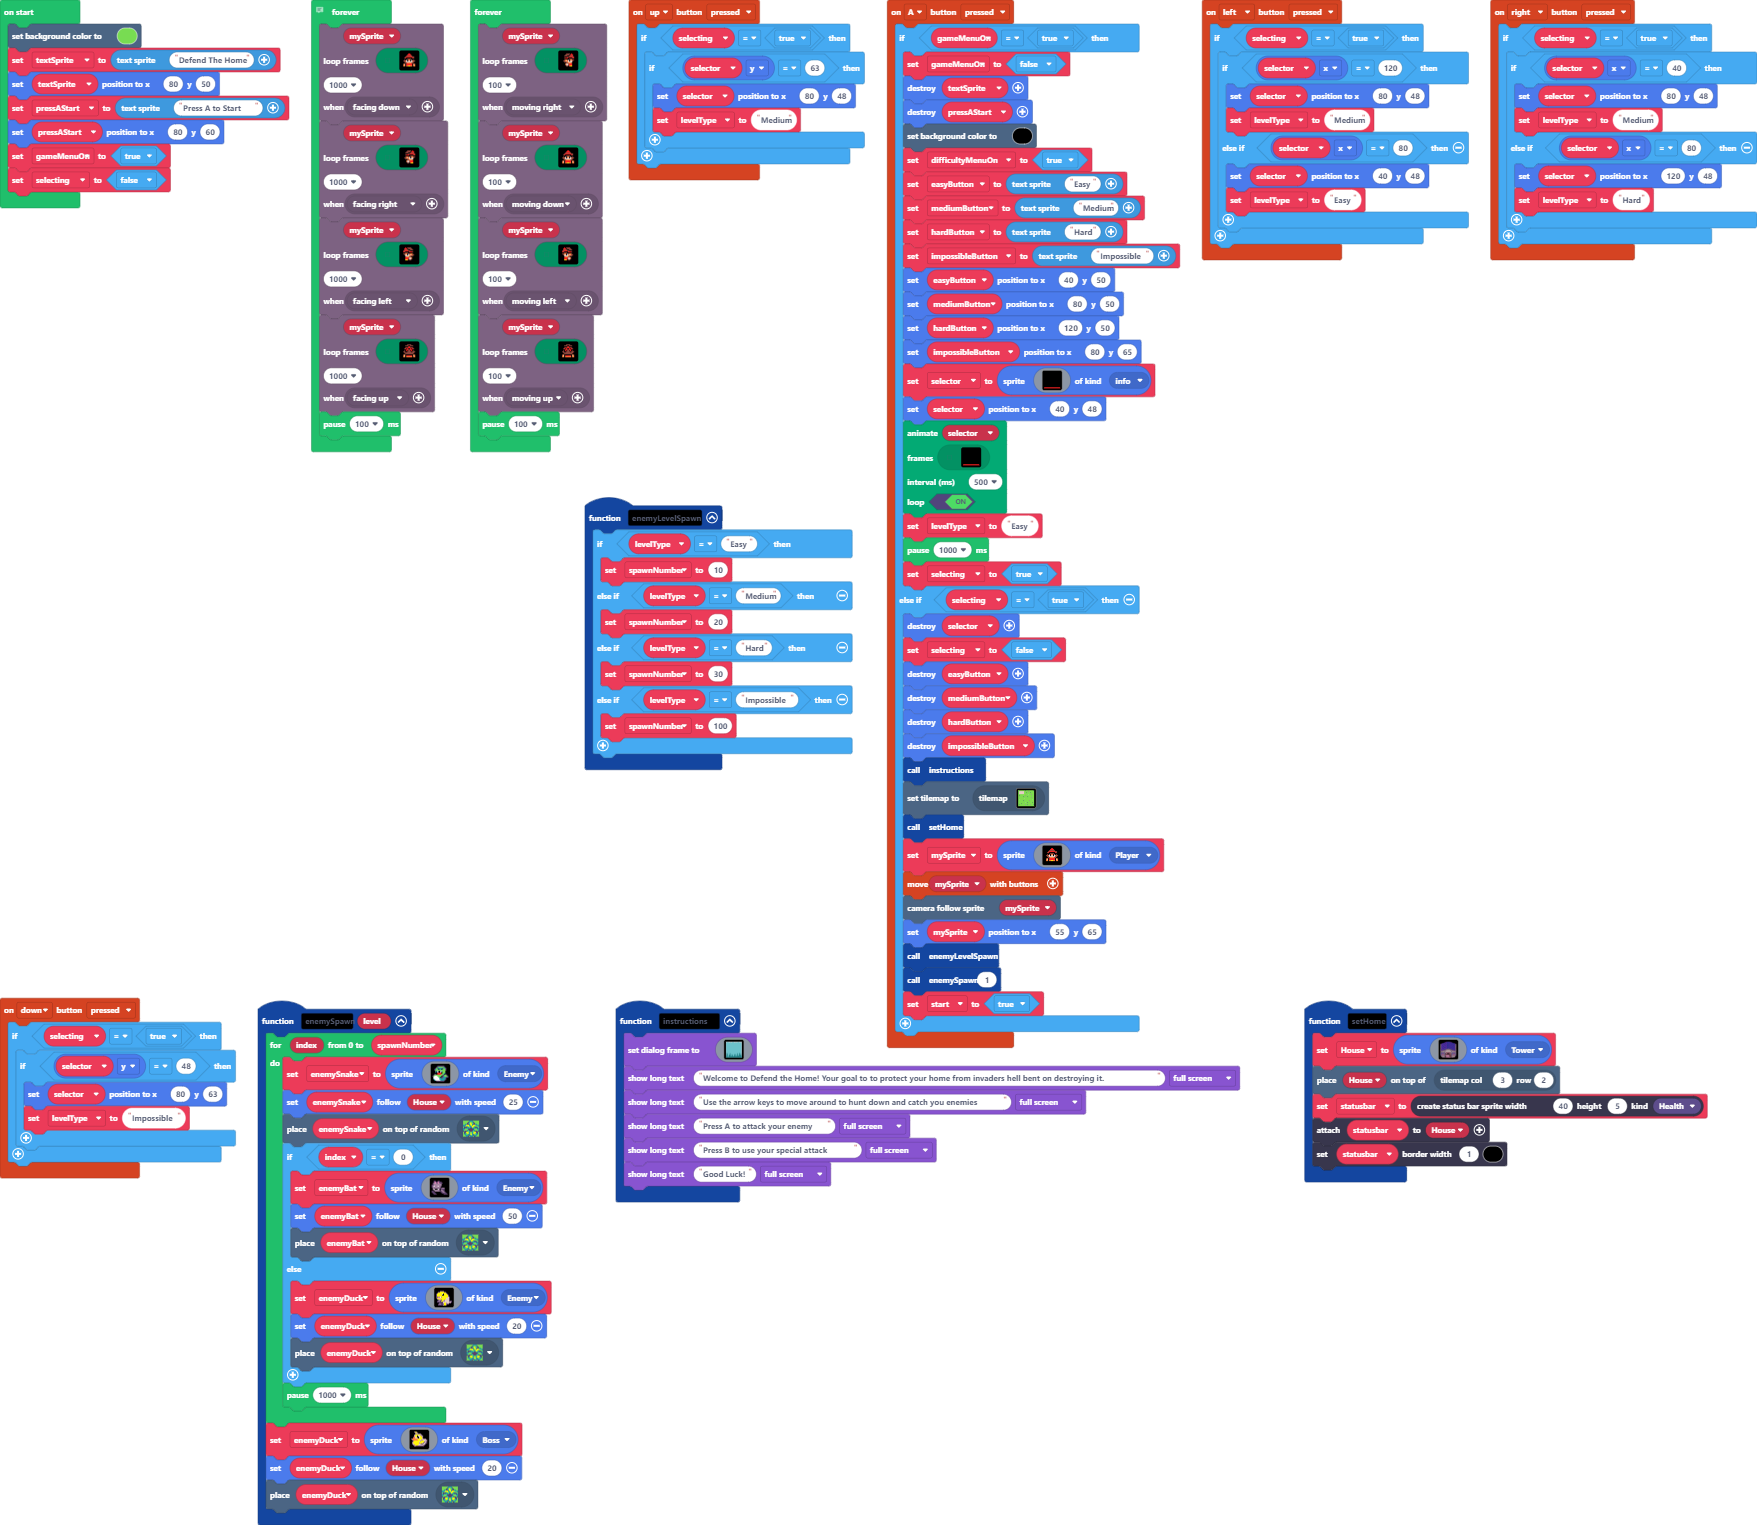 on start
set background color to
set textSprite to text sprite "Defend The Home"
set textSprite position to x 80 y 50
set pressAStart to text sprite "Press A to Start"
set pressAStart position to x 80 y 60
set gameMenuOn to true
set selecting to false
forever
mySprite
loop frames
1000
when facing down
mySprite
loop frames
1000
when facing right
mySprite
loop frames
1000
when facing left
mySprite
loop frames
1000
when facing up
pause 100 ms
forever
mySprite
loop frames
100
when moving right
mySprite
loop frames
100
when moving down
mySprite
loop frames
100
when moving left
mySprite
loop frames
100
when moving up
pause 100 ms
on up button pressed
if selecting = true then
if selector y = 63 then
set selector position to x 80 y 48
set levelType to "Medium"
on A button pressed
if gameMenuOn = true then
set gameMenuOn to false
destroy textSprite
destroy pressAStart
set background color to
set difficultyMenuOn to true
set easyButton to text sprite "Easy"
set mediumButton to text sprite "Medium"
set hardButton to text sprite "Hard"
set impossibleButton to text sprite "Impossible"
set easyButton position to x 40 y 50
set mediumButton position to x 80 y 50
set hardButton position to x 120 y 50
set impossibleButton position to x 80 y 65
set selector to sprite of kind info
set selector position to x 40 y 48
animate selector
frames
interval (ms) 500
loop ON
set levelType to "Easy"
pause 1000 ms
set selecting to true
else if selecting = true then
destroy selector
set selecting to false
destroy easyButton
destroy mediumButton
destroy hardButton
destroy impossibleButton
call instructions
set tilemap to tilemap
call setHome
set mySprite to sprite of kind Player
move mySprite with buttons
camera follow sprite mySprite
set mySprite position to x 55 y 65
call enemyLevelSpawn
call enemySpawn 1
set start to true
on left button pressed
if selecting = true then
if selector x = 120 then
set selector position to x 80 y 48
set levelType to "Medium"
else if selector x = 80 then
set selector position to x 40 y 48
set levelType to "Easy"
on right button pressed
if selecting = true then
if selector x = 40 then
set selector position to x 80 y 48
set levelType to "Medium"
else if selector x = 80 then
set selector position to x 120 y 48
set levelType to "Hard"
function enemyLevelSpawn
if levelType = "Easy" then
set spawnNumber to 10
else if levelType = "Medium" then
set spawnNumber to 20
else if levelType = "Hard" then
set spawnNumber to 30
else if levelType = "Impossible" then
set spawnNumber to 100
on down button pressed
if selecting = true then
if selector y = 48 then
set selector position to x 80 y 63
set levelType to "Impossible"
function enemySpawn level
for index from 0 to spawnNumber
do
set enemySnake to sprite of kind Enemy
set enemySnake follow House with speed 25
place enemySnake on top of random
if index = 0 then
set enemyBat to sprite of kind Enemy
set enemyBat follow House with speed 50
place enemyBat on top of random
else
set enemyDuck to sprite of kind Enemy
set enemyDuck follow House with speed 20
place enemyDuck on top of random
pause 1000 ms
set enemyDuck to sprite of kind Boss
set enemyDuck follow House with speed 20
place enemyDuck on top of random
function instructions
set dialog frame to
show long text "Welcome to Defend the Home! Your goal to to protect your home from invaders hell bent on destroying it." full screen
show long text "Use the arrow keys to move around to hunt down and catch you enemies" full screen
show long text "Press A to attack your enemy" full screen
show long text "Press B to use your special attack" full screen
show long text "Good Luck!" full screen
function setHome
set House to sprite of kind Tower
place House on top of tilemap col 3 row 2
set statusbar to create status bar sprite width 40 height 5 kind Health
attach statusbar to House
set statusbar border width 1